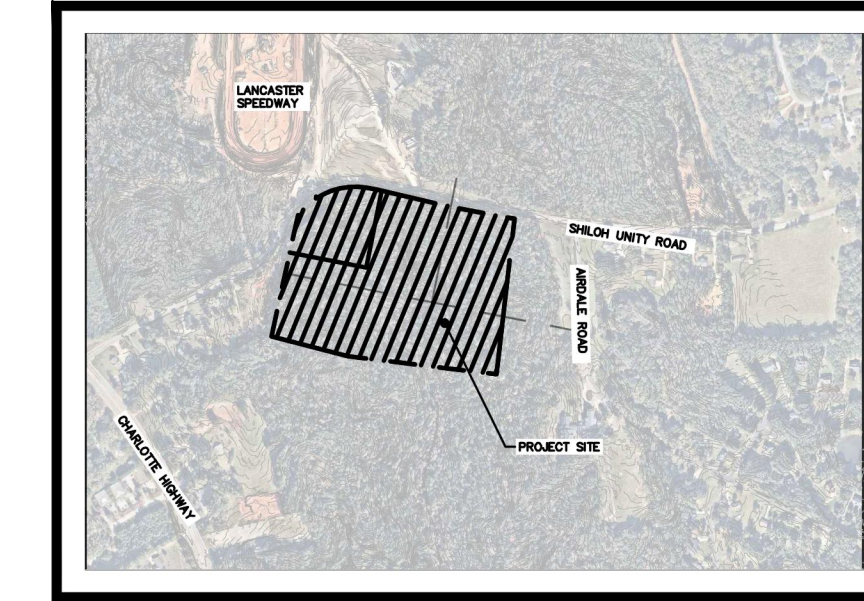 LANCASTER
SPEEDWAY
SHILOH UNITY ROAD
AIRDALE ROAD
CHARLOTTE HIGHWAY
PROJECT SITE